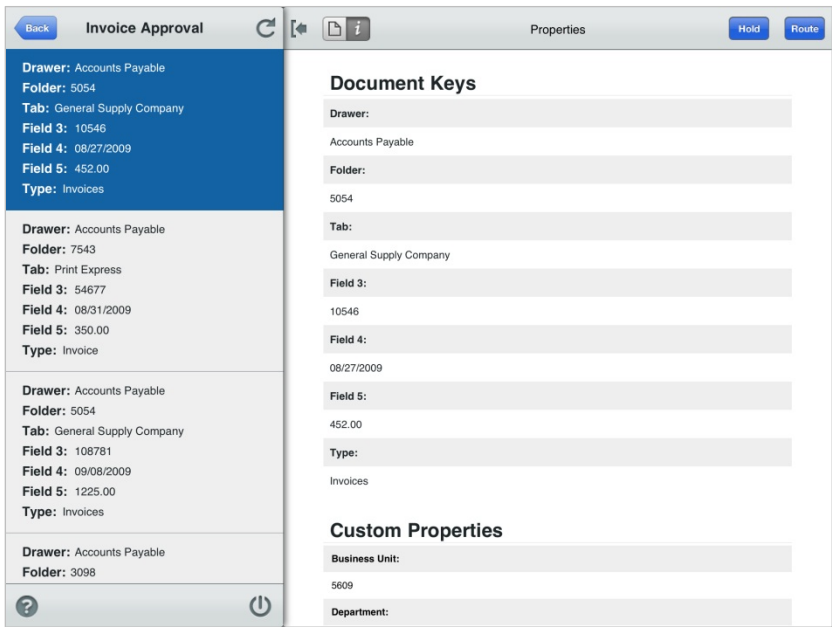 Back
Invoice Approval
Drawer: Accounts Payable
Folder: 5054
Tab: General Supply Company
Field 3: 10546
Field 4: 08/27/2009
Field 5: 452.00
Type: Invoices
Drawer: Accounts Payable
Folder: 7543
Tab: Print Express
Field 3: 54677
Field 4: 08/31/2009
Field 5: 350.00
Type: Invoice
Drawer: Accounts Payable
Folder: 5054
Tab: General Supply Company
Field 3: 108781
Field 4: 09/08/2009
Field 5: 1225.00
Type: Invoices
Drawer: Accounts Payable
Folder: 3098
?
i
Properties
Hold
Route
Document Keys
Drawer:
Accounts Payable
Folder:
5054
Tab:
General Supply Company
Field 3:
10546
Field 4:
08/27/2009
Field 5:
452.00
Type:
Invoices
Custom Properties
Business Unit:
5609
Department: